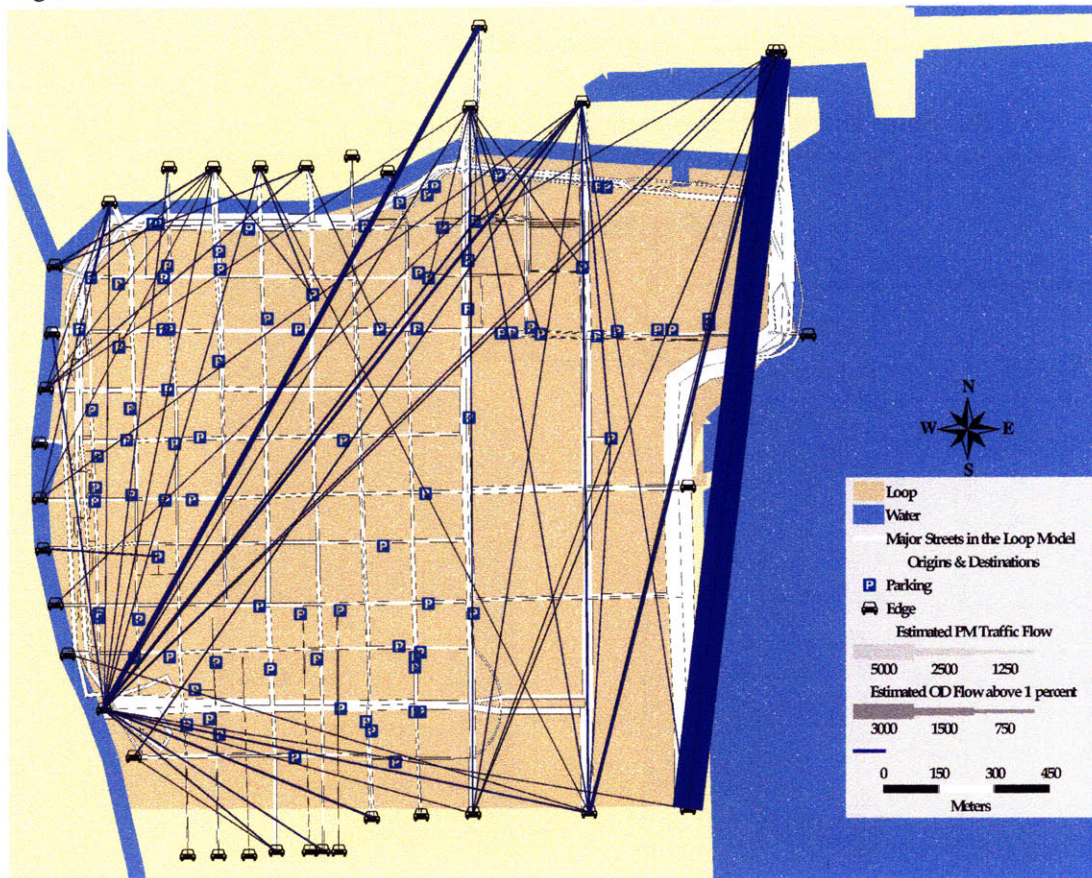 N
W E
S
Loop
Water
Major Streets in the Loop Model
Origins & Destinations
P Parking
Edge
Estimated PM Traffic Flow
5000 2500 1250
Estimated OD Flow above 1 percent
3000 1500 750
0 150 300 450
Meters